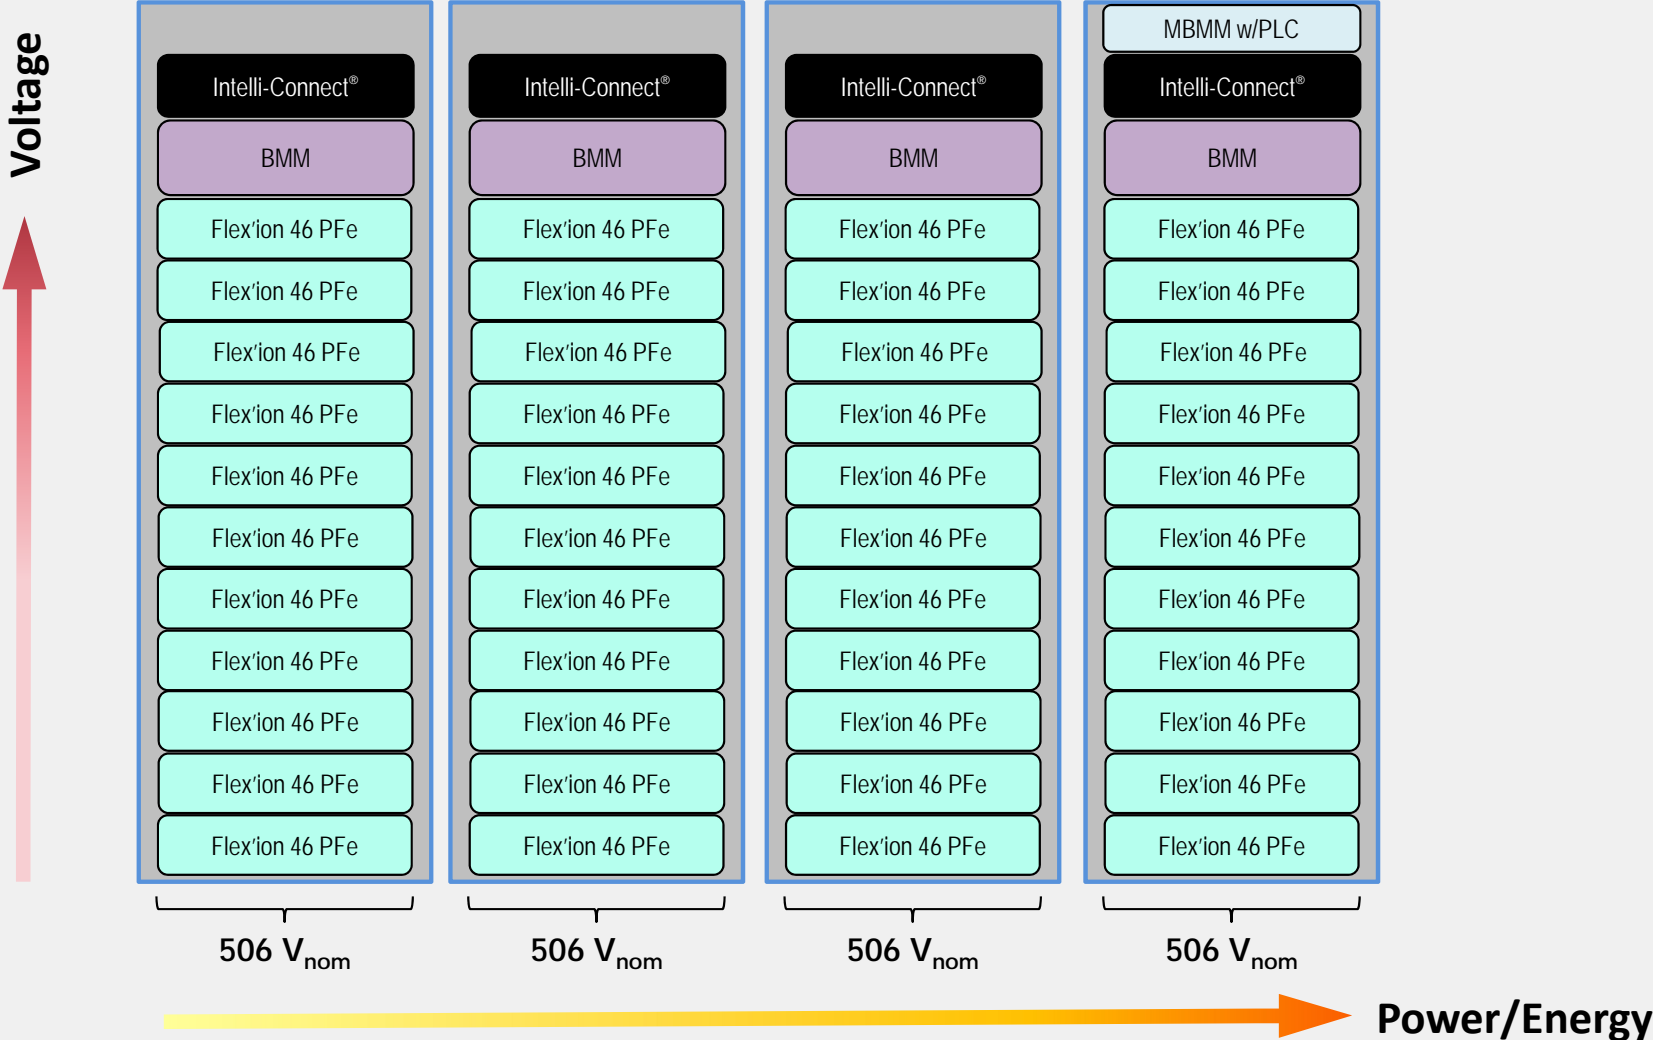 Voltage
MBMM w/PLC
Intelli-Connect® Intelli-Connect® Intelli-Connect® Intelli-Connect®
BMM BMM BMM BMM
Flex'ion 46 PFe Flex'ion 46 PFe Flex'ion 46 PFe Flex'ion 46 PFe
Flex'ion 46 PFe Flex'ion 46 PFe Flex'ion 46 PFe Flex'ion 46 PFe
Flex'ion 46 PFe Flex'ion 46 PFe Flex'ion 46 PFe Flex'ion 46 PFe
Flex'ion 46 PFe Flex'ion 46 PFe Flex'ion 46 PFe Flex'ion 46 PFe
Flex'ion 46 PFe Flex'ion 46 PFe Flex'ion 46 PFe Flex'ion 46 PFe
Flex'ion 46 PFe Flex'ion 46 PFe Flex'ion 46 PFe Flex'ion 46 PFe
Flex'ion 46 PFe Flex'ion 46 PFe Flex'ion 46 PFe Flex'ion 46 PFe
Flex'ion 46 PFe Flex'ion 46 PFe Flex'ion 46 PFe Flex'ion 46 PFe
Flex'ion 46 PFe Flex'ion 46 PFe Flex'ion 46 PFe Flex'ion 46 PFe
Flex'ion 46 PFe Flex'ion 46 PFe Flex'ion 46 PFe Flex'ion 46 PFe
Flex'ion 46 PFe Flex'ion 46 PFe Flex'ion 46 PFe Flex'ion 46 PFe
506 Vnom 506 Vnom 506 Vnom 506 Vnom
Power/Energy